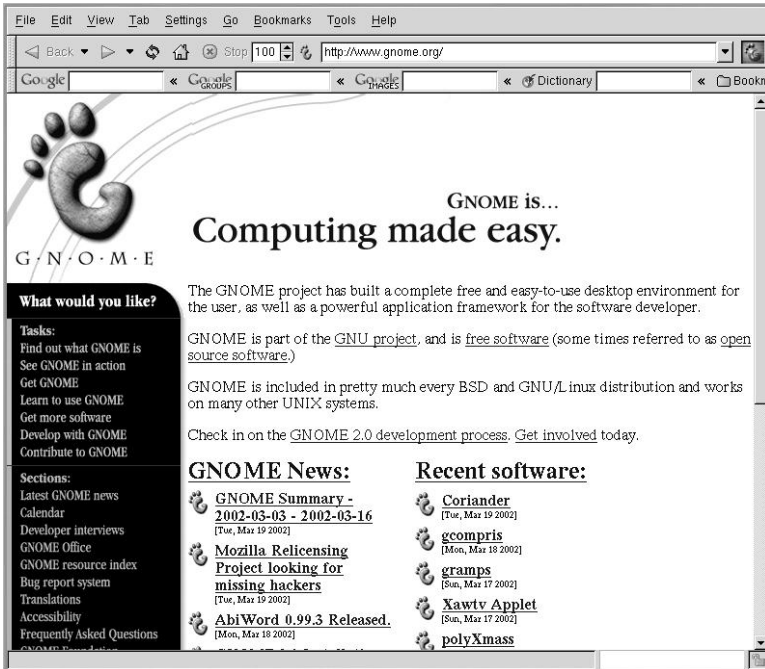 File Edit View Tab Settings Go Bookmarks Tools Help
Back Stop 100 http://www.gnome.org/
Google « Google GROUPS « Google IMAGES « Dictionary « Bookm
G·N·O·M·E
GNOME is...
Computing made easy.
What would you like?
Tasks:
Find out what GNOME is
See GNOME in action
Get GNOME
Learn to use GNOME
Get more software
Develop with GNOME
Contribute to GNOME
Sections:
Latest GNOME news
Calendar
Developer interviews
GNOME Office
GNOME resource index
Bug report system
Translations
Accessibility
Frequently Asked Questions
GNOME Foundation
The GNOME project has built a complete free and easy-to-use desktop environment for
the user, as well as a powerful application framework for the software developer.
GNOME is part of the GNU project, and is free software (some times referred to as open
source software.)
GNOME is included in pretty much every BSD and GNU/Linux distribution and works
on many other UNIX systems.
Check in on the GNOME 2.0 development process. Get involved today.
GNOME News:
GNOME Summary -
2002-03-03 - 2002-03-16
[Tue, Mar 19 2002]
Mozilla Relicensing
Project looking for
missing hackers
[Tue, Mar 19 2002]
AbiWord 0.99.3 Released.
[Mon, Mar 18 2002]
Recent software:
Coriander
[Tue, Mar 19 2002]
gcompris
[Mon, Mar 18 2002]
gramps
[Sun, Mar 17 2002]
Xawtv Applet
[Sun, Mar 17 2002]
polyXmass